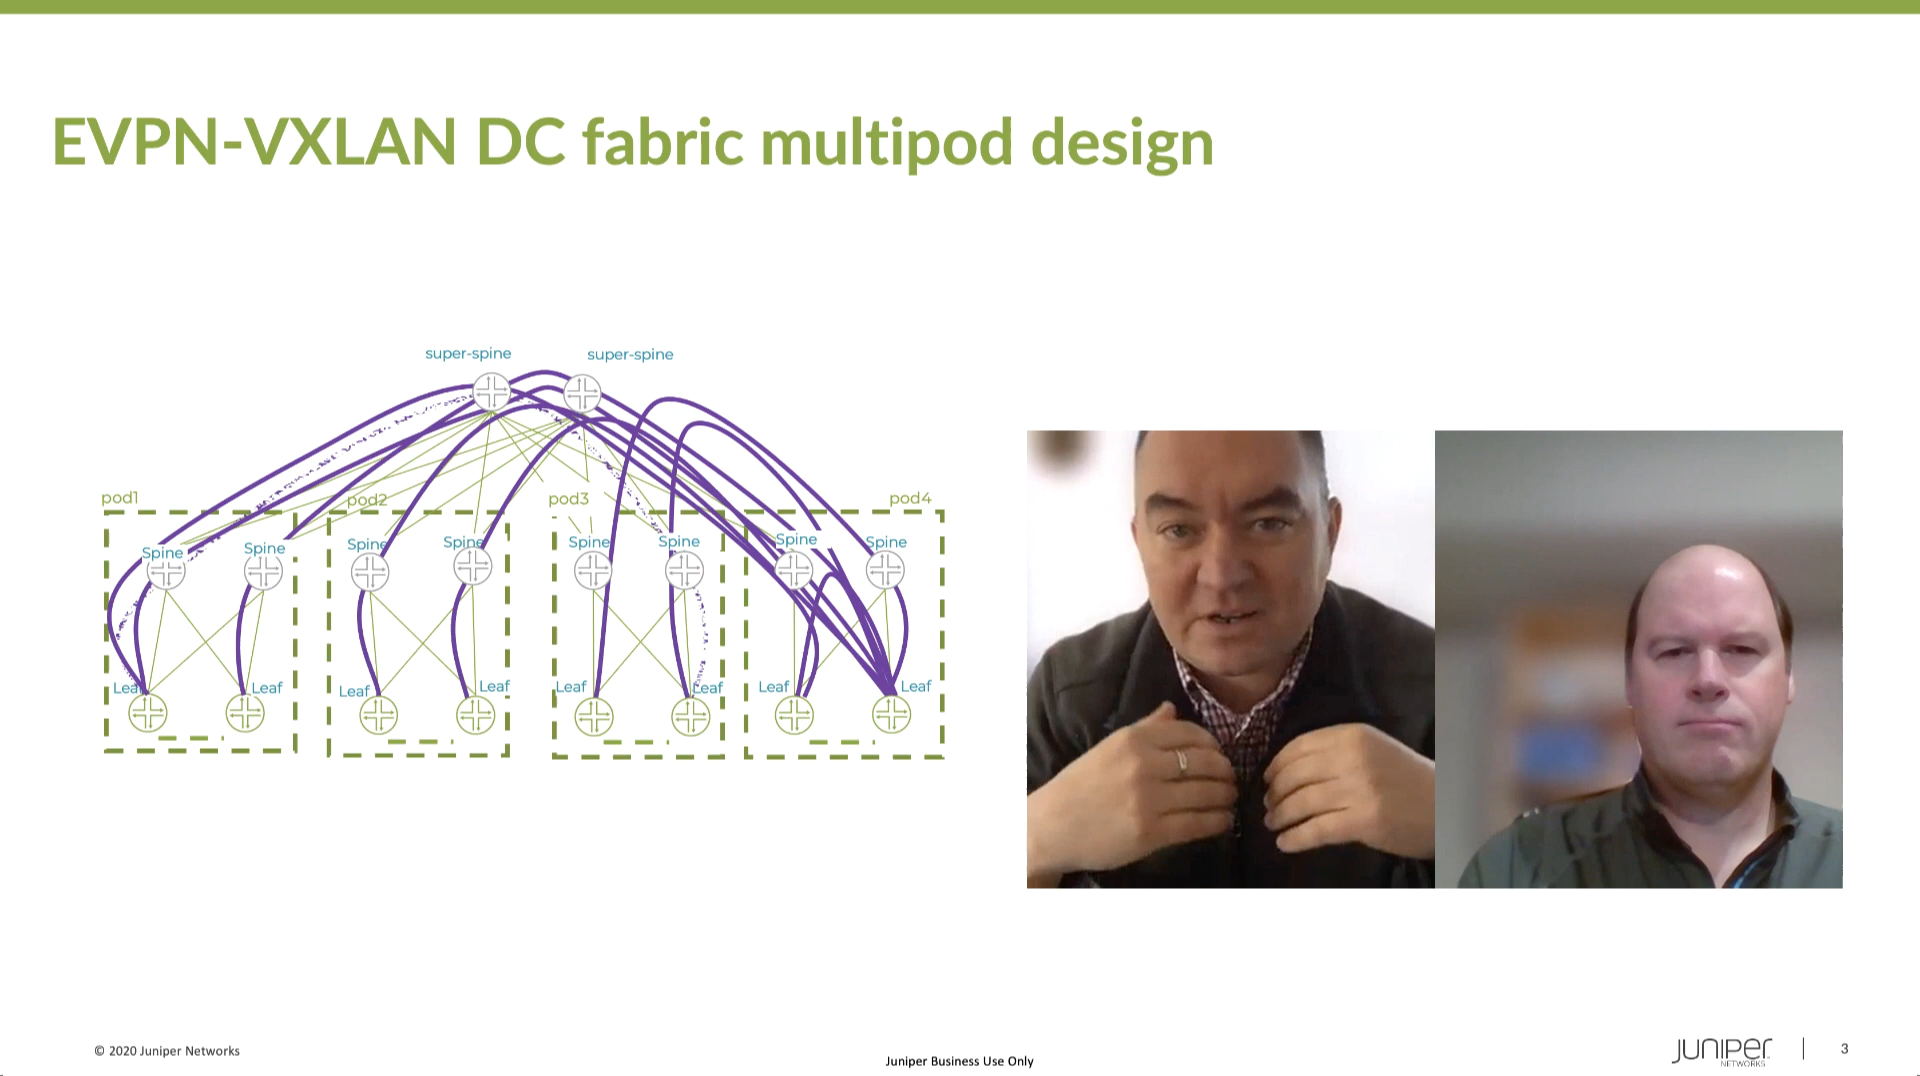 EVPN-VXLAN DC fabric multipod design
super-spine super-spine
pod1 pod2 pod3 pod4
Spine Spine Spine Spine Spine Spine Spine Spine
Leaf Leaf Leaf Leaf Leaf Leaf Leaf Leaf
© 2020 Juniper Networks
Juniper Business Use Only
JUNIPER
NETWORKS
3